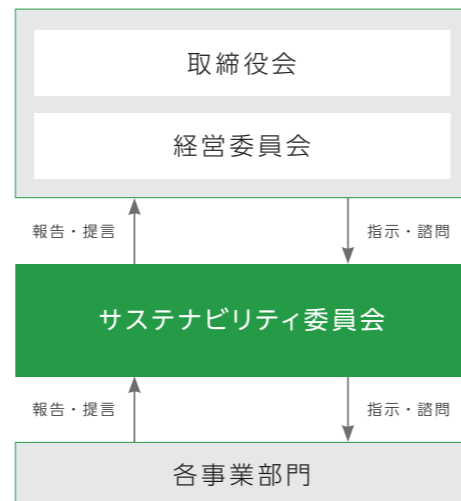 取締役会
経営委員会
報告・提言
指示・諮問
サステナビリティ委員会
報告・提言
指示・諮問
各事業部門